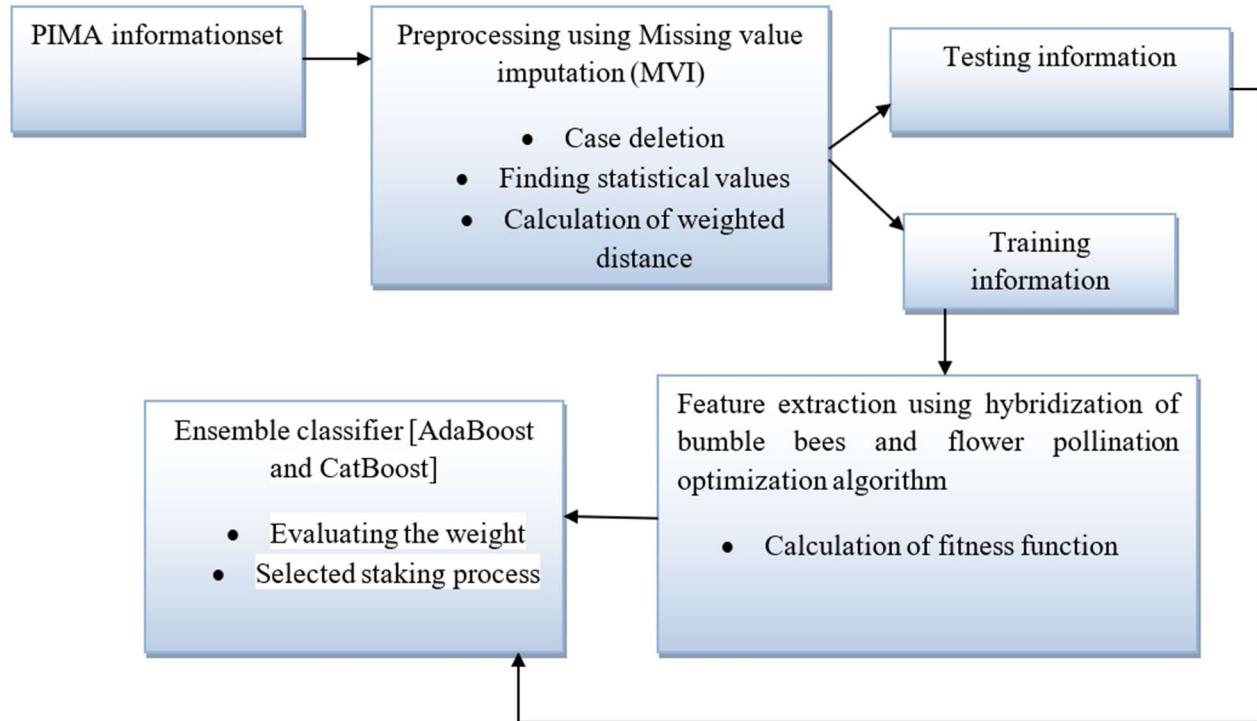 PIMA informationset
Preprocessing using Missing value
imputation (MVI)
• Case deletion
• Finding statistical values
• Calculation of weighted
distance
Testing information
Training
information
Feature extraction using hybridization of
bumble bees and flower pollination
optimization algorithm
• Calculation of fitness function
Ensemble classifier [AdaBoost
and CatBoost]
• Evaluating the weight
• Selected staking process